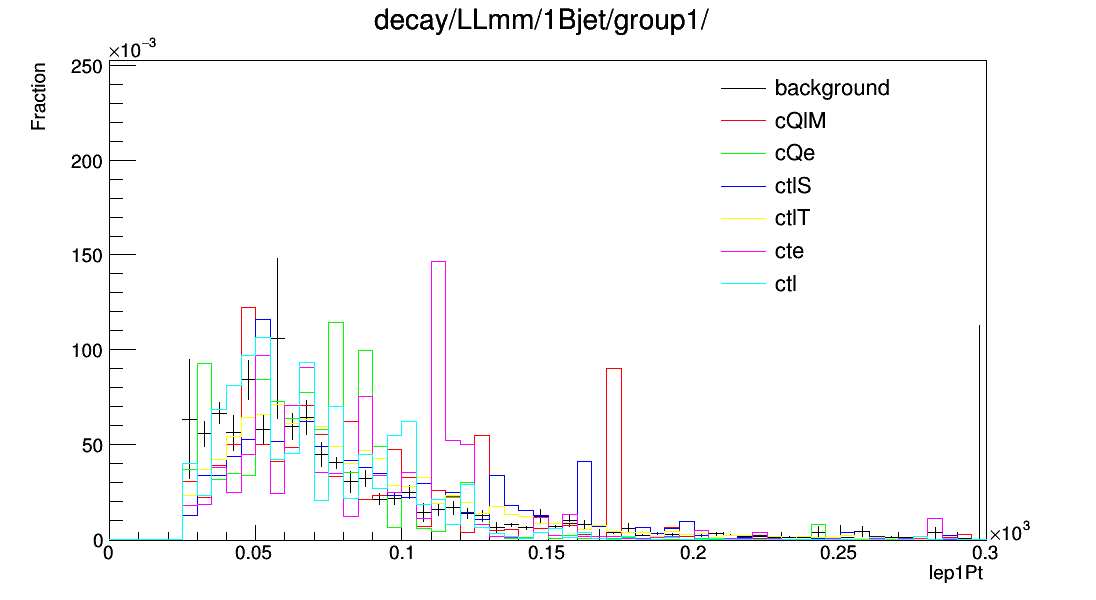 decay/LLmm/1Bjet/group1/
×10⁻³
Fraction
250
200
150
100
50
0
background
cQlM
cQe
ctlS
ctlT
cte
ctl
0 0.05 0.1 0.15 0.2 0.25 0.3
×10³
lep1Pt